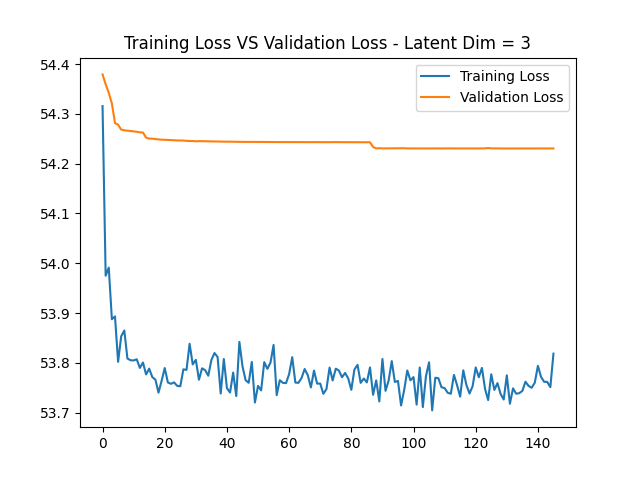 Training Loss VS Validation Loss - Latent Dim = 3
Training Loss
Validation Loss
54.4
54.3
54.2
54.1
54.0
53.9
53.8
53.7
0 20 40 60 80 100 120 140